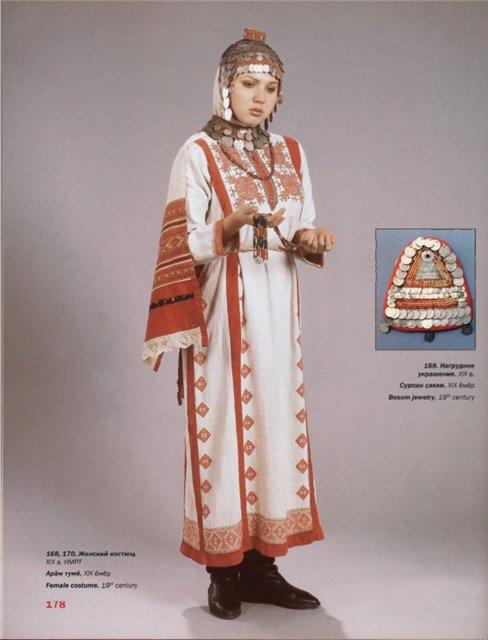 169. Нагрудное
украшение. XIX в.
Сурпан çакки. XIX ĕмĕр
Bosom jewelry. 19th century
168, 170. Женский костюм.
XIX в. НМРТ
Арăм тумĕ. XIX ĕмĕр
Female costume. 19th century
178